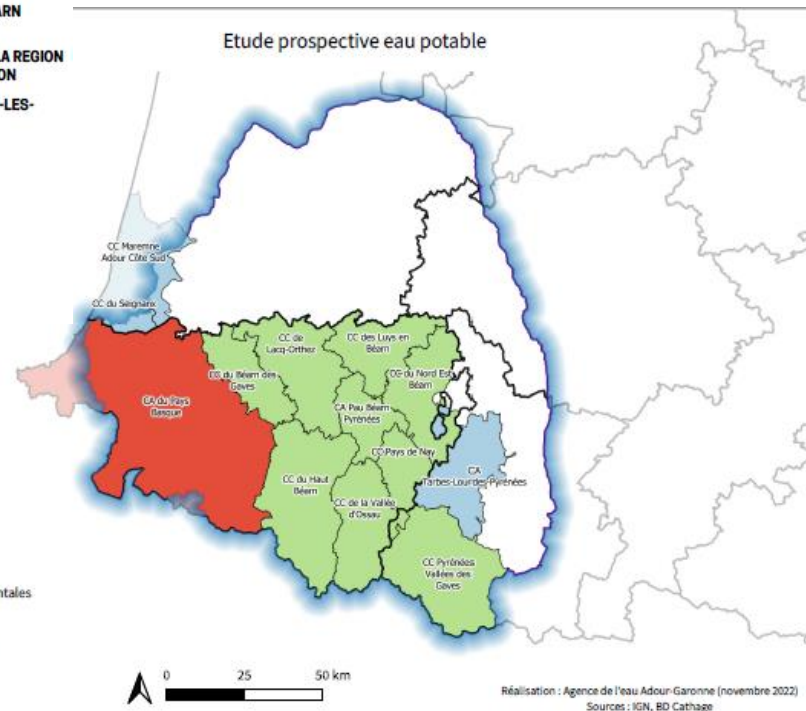 ARN
LA REGION
ON
-LES-
Etude prospective eau potable
CC Maremne
Adour Côte Sud
CC du Seignanx
CC de
Lacq-Orthez
CC des Luys en
Béarn
CC du Béarn des
Gaves
CC du Nord Est
Béarn
CA du Pays
Basque
CA Pau Béarn
Pyrénées
CC Pays de Nay
CA
Tarbes-Lourdes-Pyrénées
CC du Haut
Béarn
CC de la Vallée
d'Ossau
CC Pyrénées
Vallées des
Gaves
ntales
0 25 50 km
Réalisation : Agence de l'eau Adour-Garonne (novembre 2022)
Sources : IGN, BD Cathage